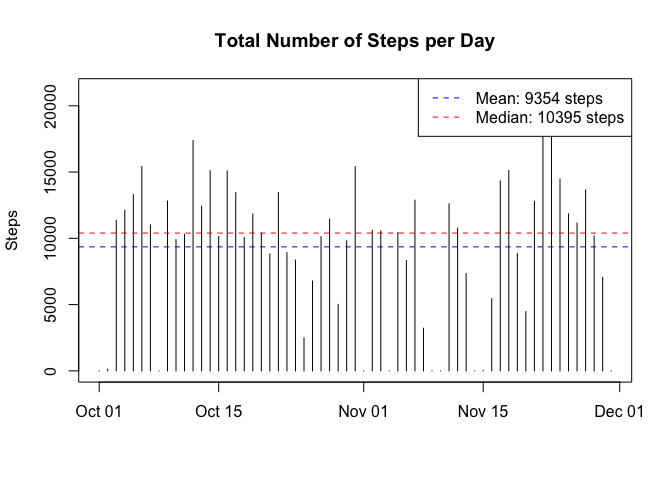 Total Number of Steps per Day
Mean: 9354 steps
Median: 10395 steps
Steps
20000
15000
10000
5000
0
Oct 01 Oct 15 Nov 01 Nov 15 Dec 01